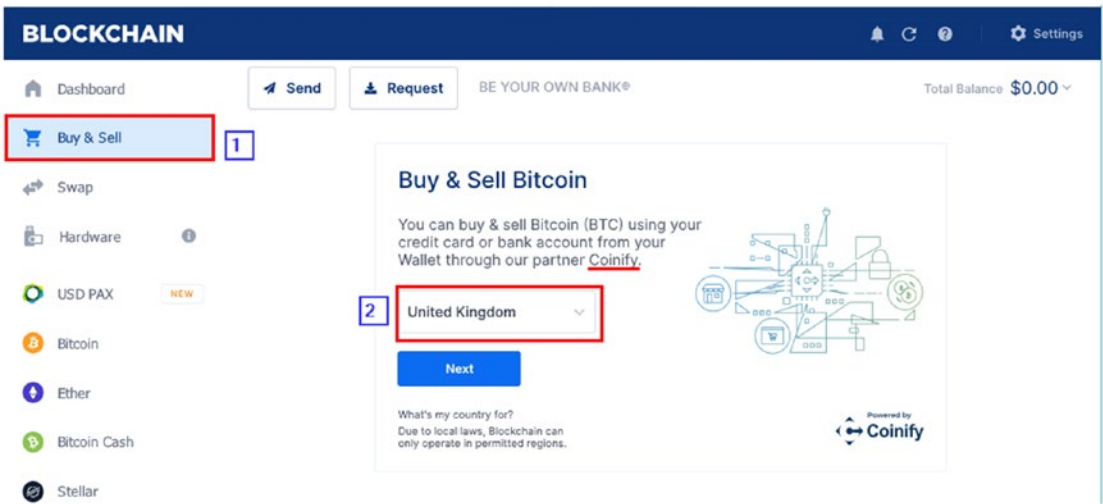 BLOCKCHAIN
Settings
Dashboard
Send
Request
BE YOUR OWN BANK®
Total Balance $0.00
Buy & Sell
1
Swap
Hardware
USD PAX
NEW
Bitcoin
Ether
Bitcoin Cash
Stellar
Buy & Sell Bitcoin
You can buy & sell Bitcoin (BTC) using your
credit card or bank account from your
Wallet through our partner Coinify.
2
United Kingdom
Next
What's my country for?
Due to local laws, Blockchain can
only operate in permitted regions.
Powered by
Coinify